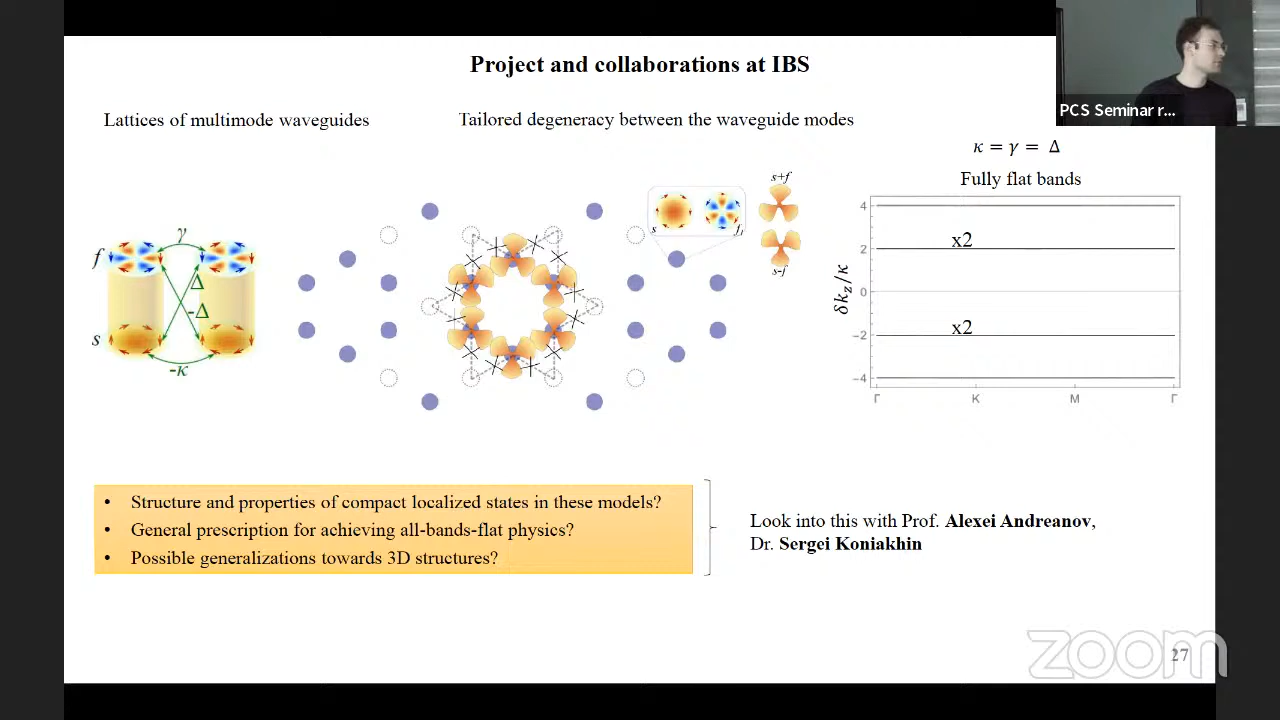 Project and collaborations at IBS
PCS Seminar r...
Lattices of multimode waveguides
Tailored degeneracy between the waveguide modes
κ = γ = Δ
Fully flat bands
γ
f
Δ
-Δ
s
-κ
s
f₁
s+f
s-f
δk_z/κ
4
2
0
−2
−4
x2
x2
Γ
K
M
Γ
• Structure and properties of compact localized states in these models?
• General prescription for achieving all-bands-flat physics?
• Possible generalizations towards 3D structures?
Look into this with Prof. Alexei Andreanov,
Dr. Sergei Koniakhin
zoom
27